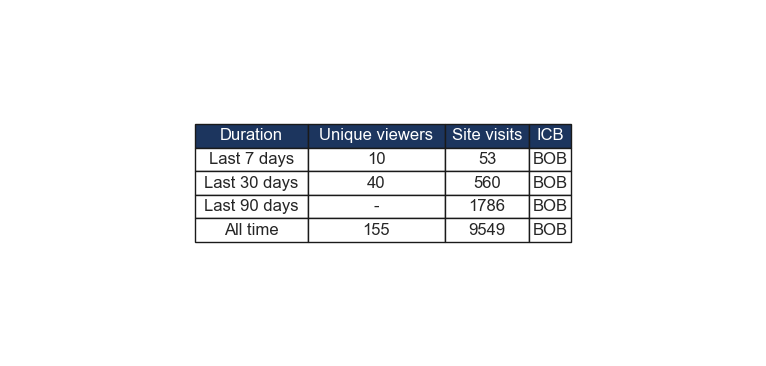 Duration Unique viewers Site visits ICB
Last 7 days 10 53 BOB
Last 30 days 40 560 BOB
Last 90 days - 1786 BOB
All time 155 9549 BOB